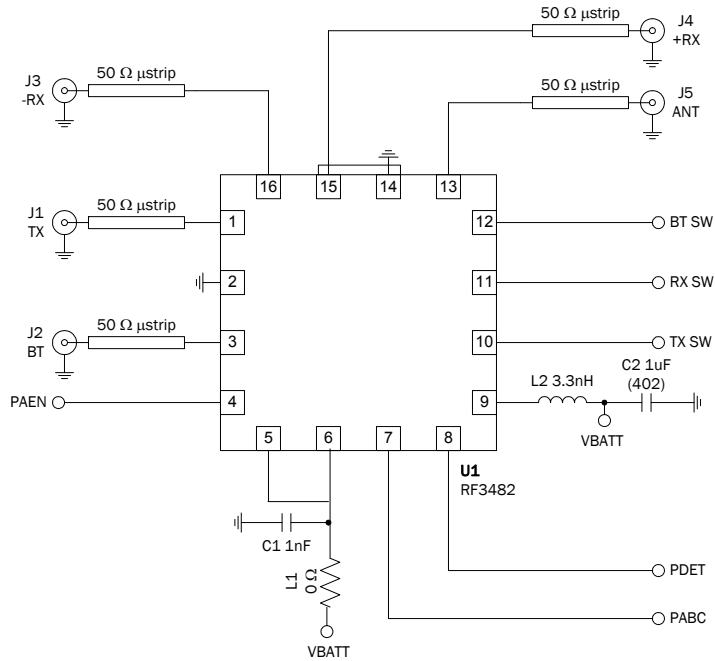 50 Ω µstrip
J4
+RX
50 Ω µstrip
J3
-RX
50 Ω µstrip
J5
ANT
16
15
14
13
50 Ω µstrip
J1
TX
1
12
BT SW
2
11
RX SW
50 Ω µstrip
J2
BT
3
10
TX SW
C2 1uF
(402)
L2 3.3nH
PAEN
4
9
VBATT
5
6
7
8
U1
RF3482
C1 1nF
L1
0 Ω
PDET
PABC
VBATT